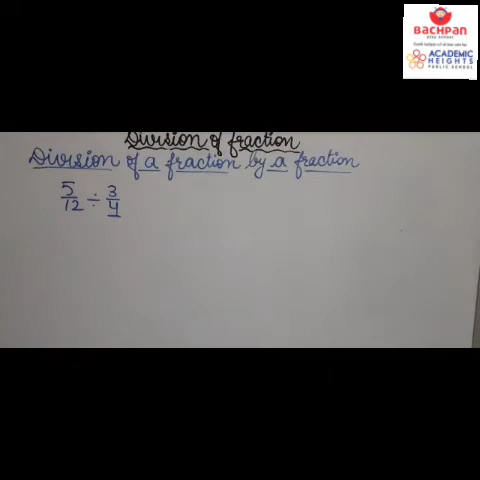 BACHPAN
ACADEMIC
HEIGHTS
PUBLIC SCHOOL
Division of fraction
Division of a fraction by a fraction
5/12 ÷ 3/4